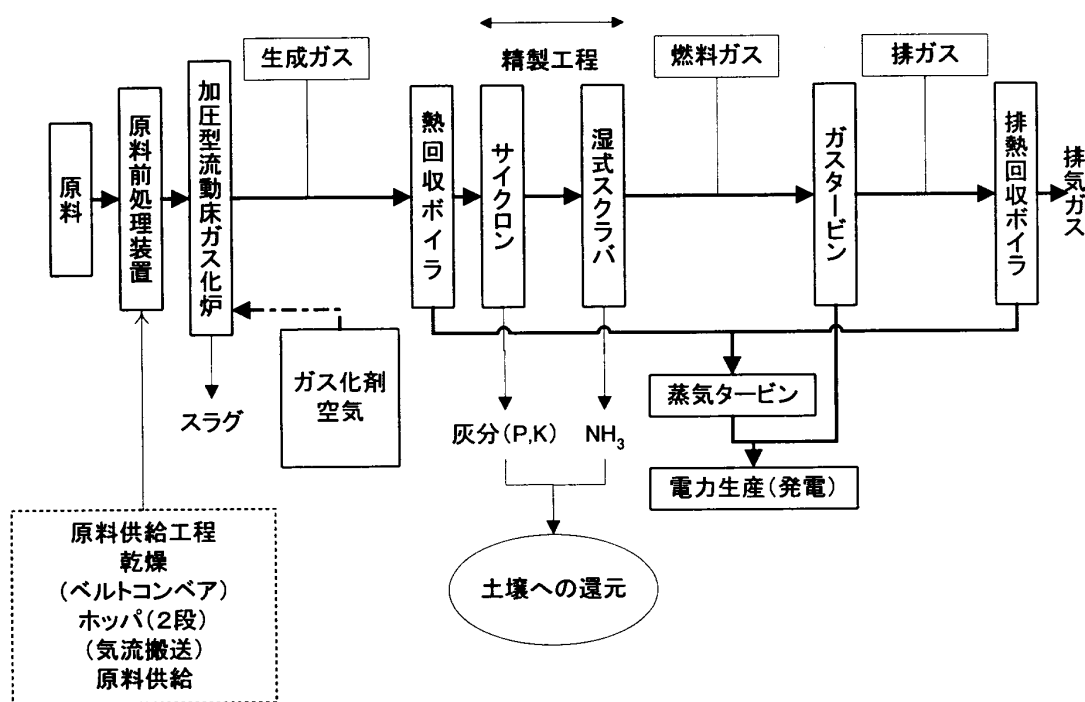 精製工程
生成ガス
燃料ガス
排ガス
原料
原料前処理装置
加圧型流動床ガス化炉
熱回収ボイラ
サイクロン
湿式スクラバ
ガスタービン
排熱回収ボイラ
排気ガス
スラグ
ガス化剤
空気
灰分(P,K)
NH₃
蒸気タービン
電力生産(発電)
土壌への還元
原料供給工程
乾燥
(ベルトコンベア)
ホッパ(2段)
(気流搬送)
原料供給